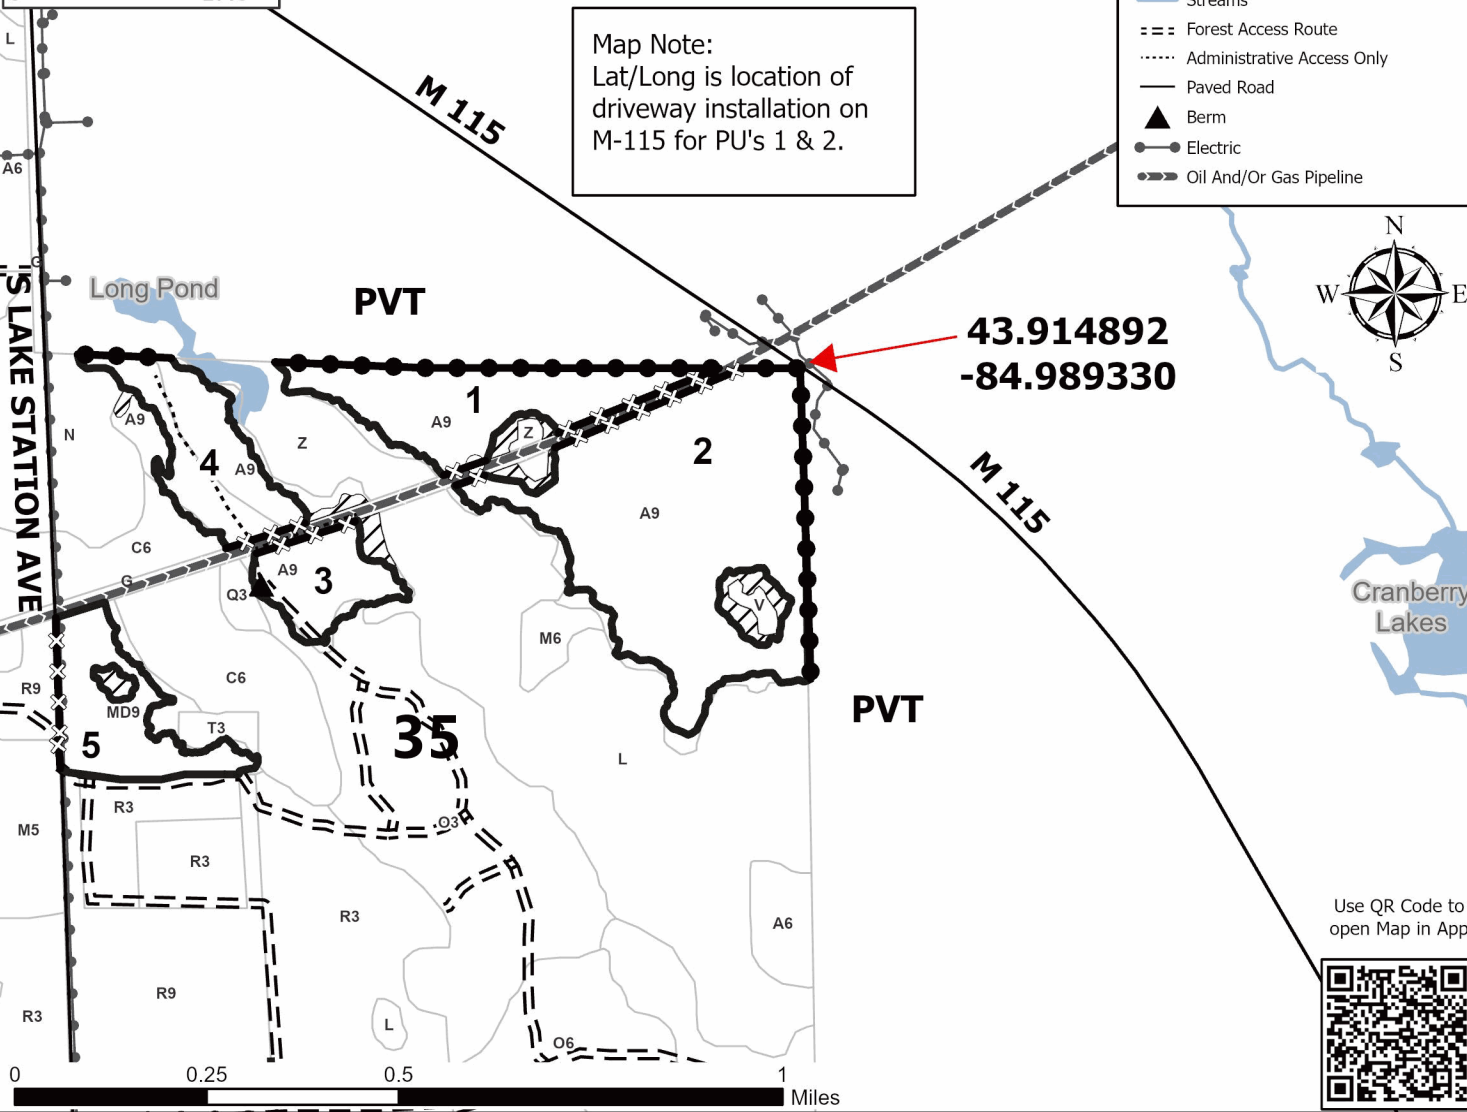 Streams
Forest Access Route
Administrative Access Only
Paved Road
Berm
Electric
Oil And/Or Gas Pipeline
Map Note:
Lat/Long is location of
driveway installation on
M-115 for PU's 1 & 2.
M 115
L
A6
G
S LAKE STATION AVE
Long Pond
PVT
43.914892
-84.989330
N
W
E
S
1
A9
Z
2
A9
N
A9
4
A9
Z
M 115
C6
G
A9
3
Q3
V
Cranberry
Lakes
M6
C6
R9
MD9
T3
5
35
PVT
L
R3
M5
O3
R3
R3
A6
Use QR Code to
open Map in App
R9
R3
L
O6
0
0.25
0.5
1
Miles